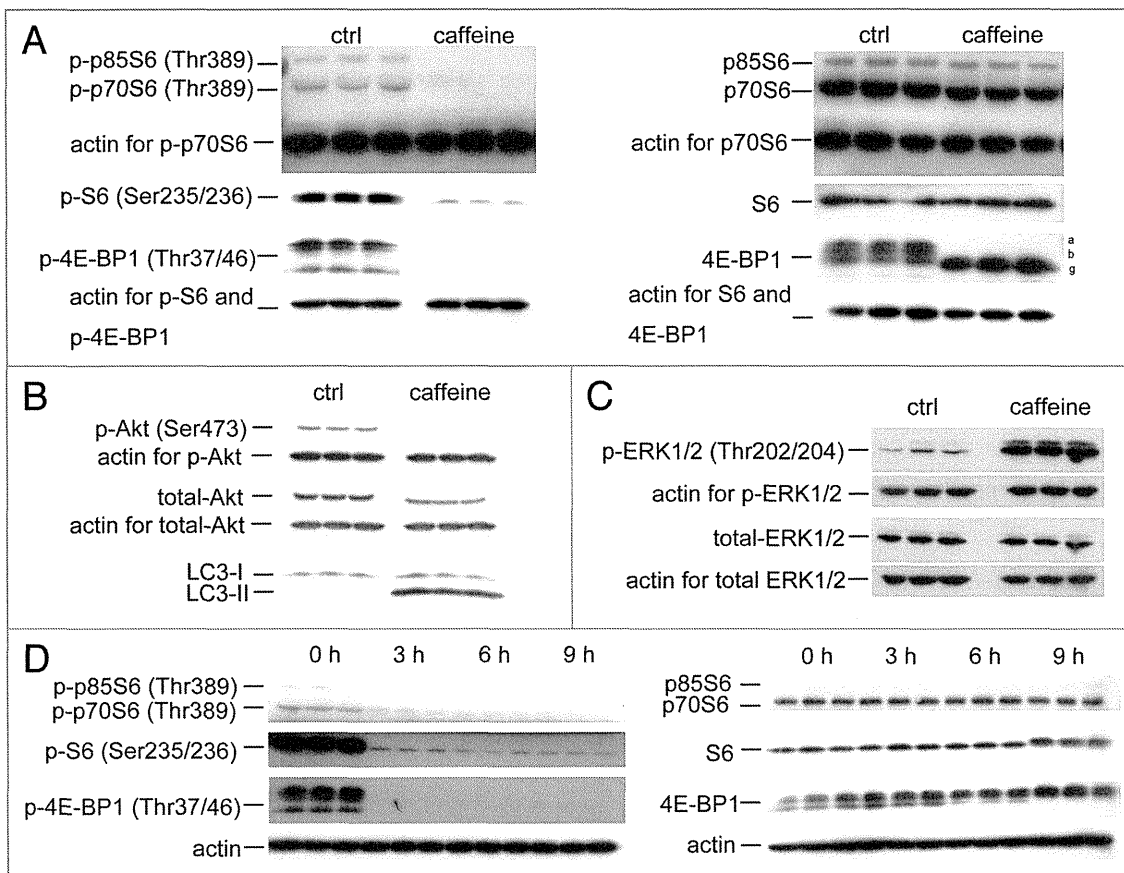 A
ctrl caffeine
p-p85S6 (Thr389)
p-p70S6 (Thr389)
actin for p-p70S6
p-S6 (Ser235/236)
p-4E-BP1 (Thr37/46)
actin for p-S6 and
p-4E-BP1
ctrl caffeine
p85S6
p70S6
actin for p70S6
S6
4E-BP1
a
b
g
actin for S6 and
4E-BP1
B
ctrl caffeine
p-Akt (Ser473)
actin for p-Akt
total-Akt
actin for total-Akt
LC3-I
LC3-II
C
ctrl caffeine
p-ERK1/2 (Thr202/204)
actin for p-ERK1/2
total-ERK1/2
actin for total ERK1/2
D
0 h 3 h 6 h 9 h
p-p85S6 (Thr389)
p-p70S6 (Thr389)
p-S6 (Ser235/236)
p-4E-BP1 (Thr37/46)
actin
0 h 3 h 6 h 9 h
p85S6
p70S6
S6
4E-BP1
actin